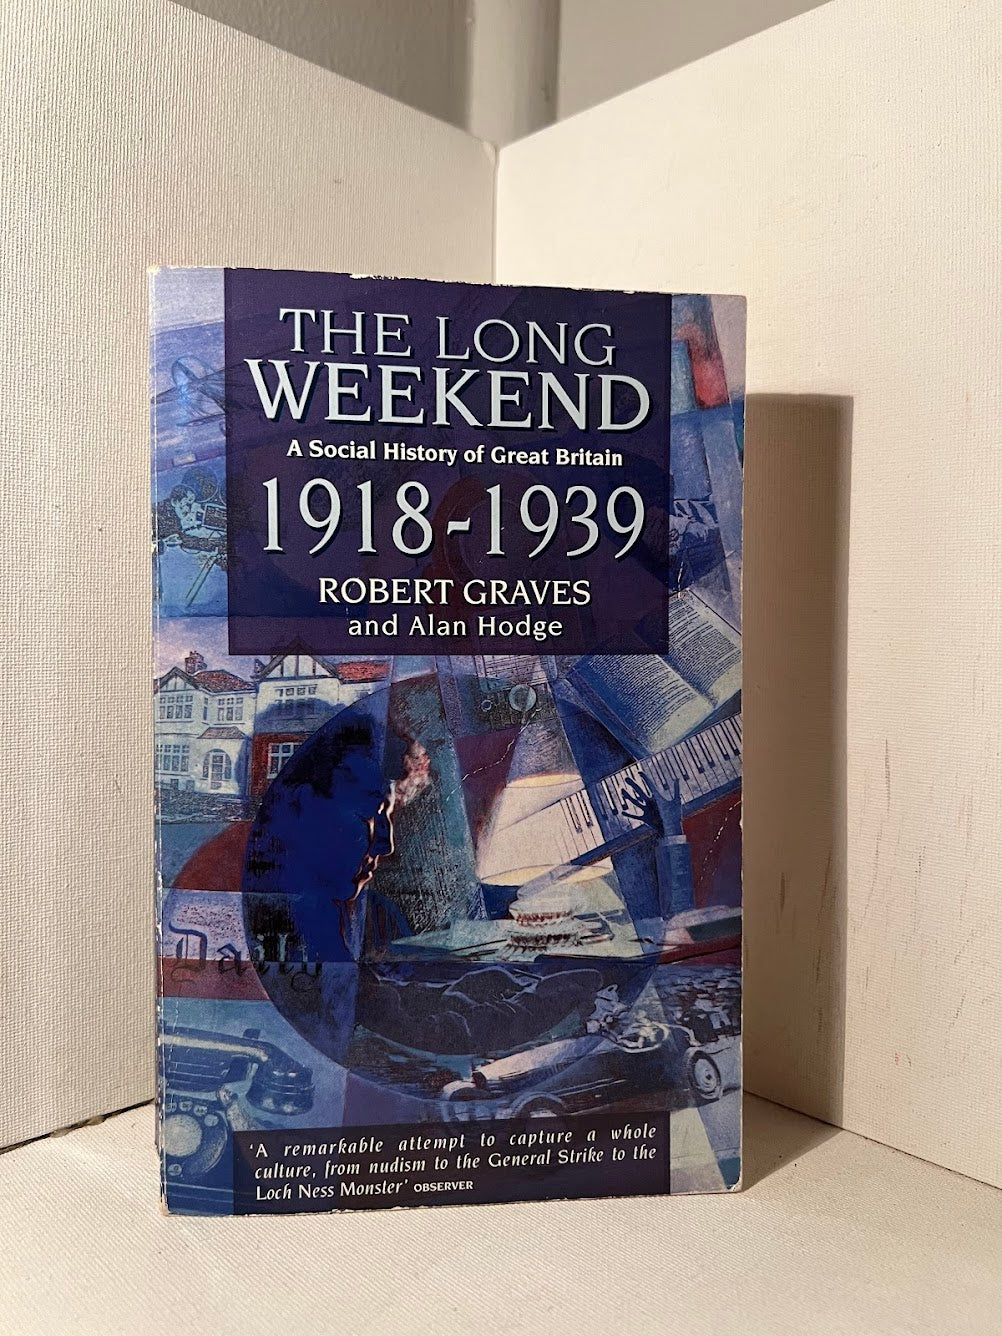 THE LONG
WEEKEND
A Social History of Great Britain
1918-1939
ROBERT GRAVES
and Alan Hodge
Daily
'A remarkable attempt to capture a whole
culture, from nudism to the General Strike to the
Loch Ness Monster' OBSERVER